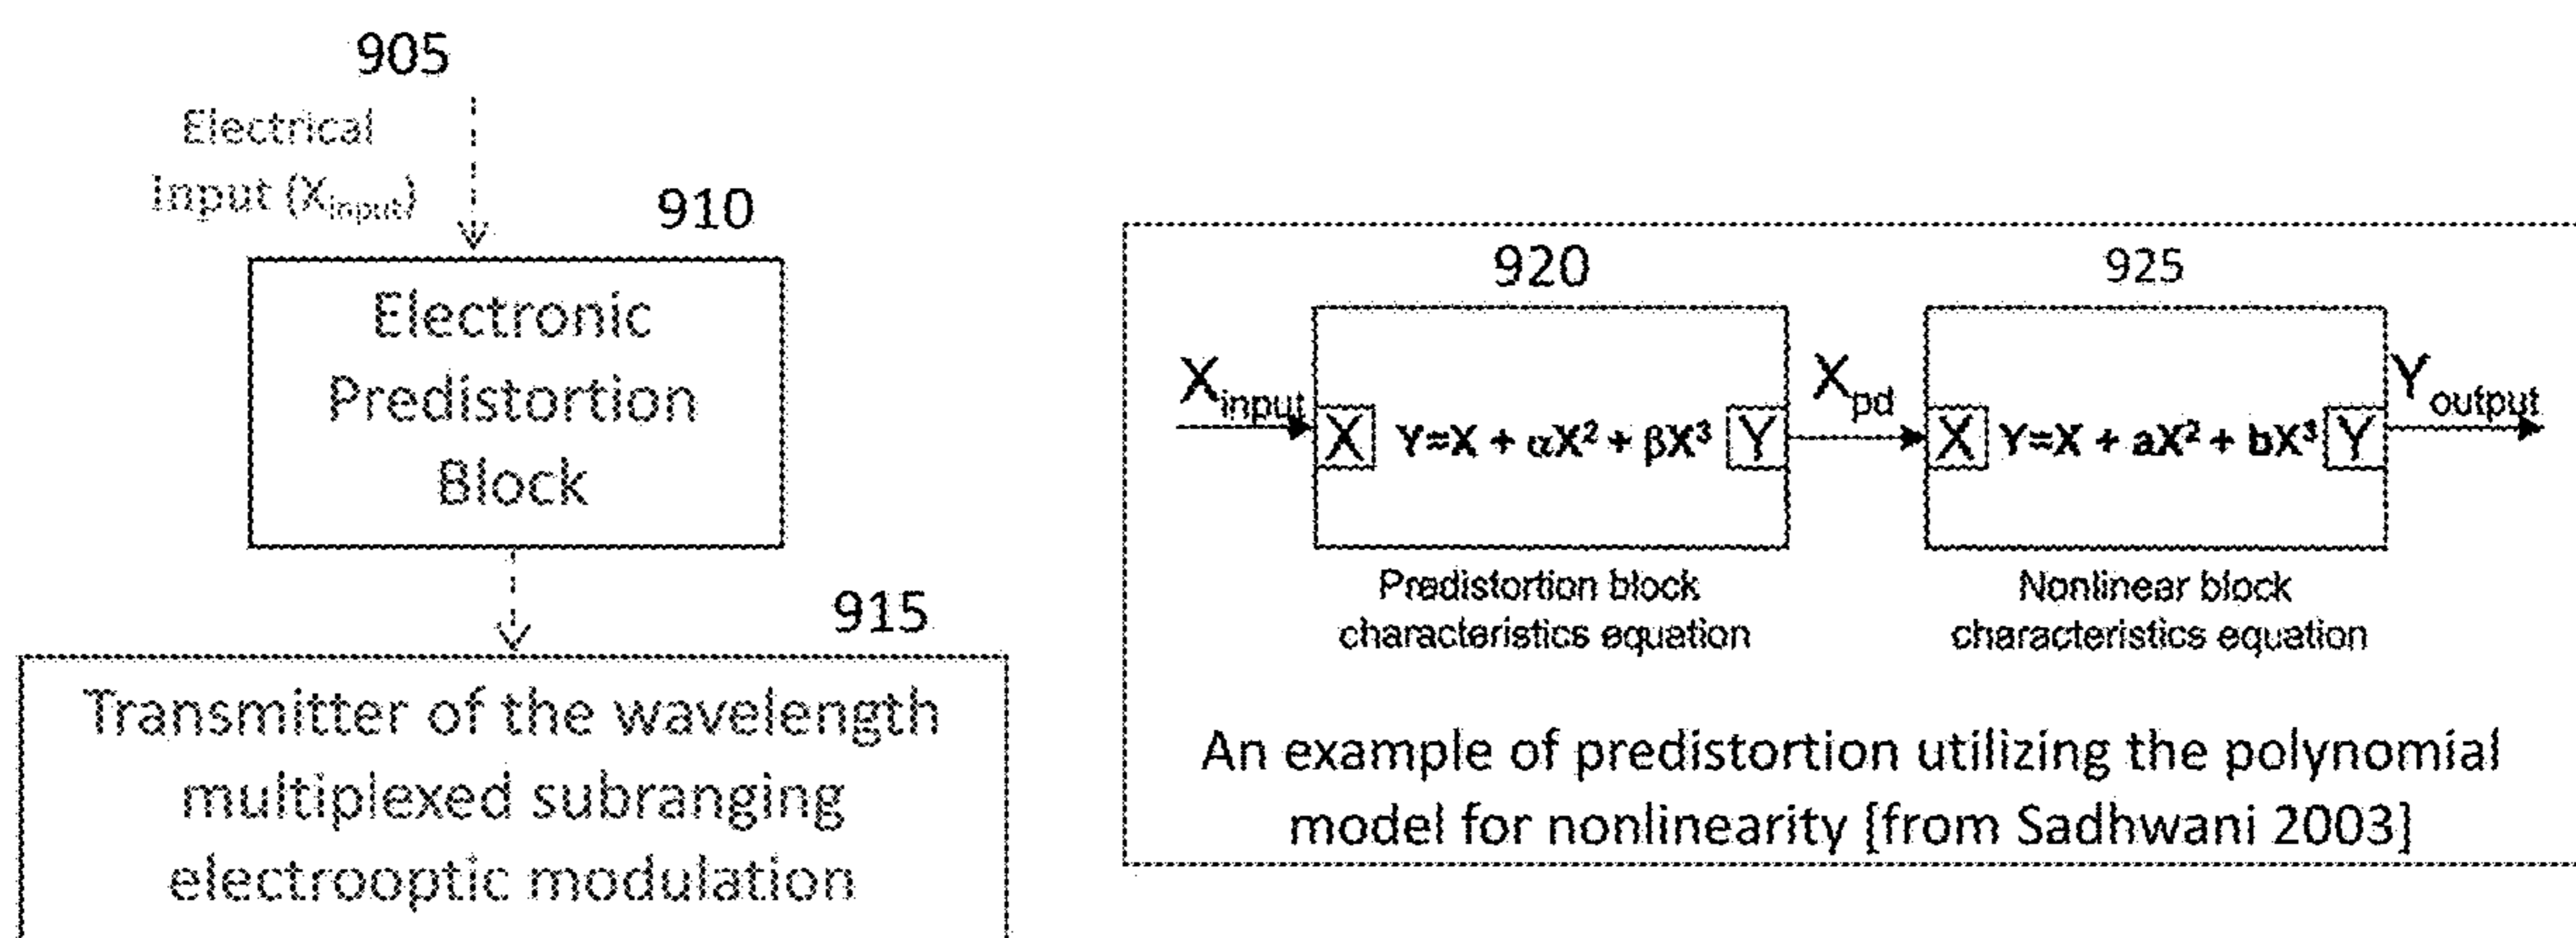 905
Electrical
Input (X_input)
910
Electronic
Predistortion
Block
915
Transmitter of the wavelength
multiplexed subranging
electrooptic modulation
920
925
X_input
X Y=X + αX² + βX³ Y
X_pd
X Y=X + aX² + bX³ Y
Y_output
Predistortion block
characteristics equation
Nonlinear block
characteristics equation
An example of predistortion utilizing the polynomial
model for nonlinearity [from Sadhwani 2003]